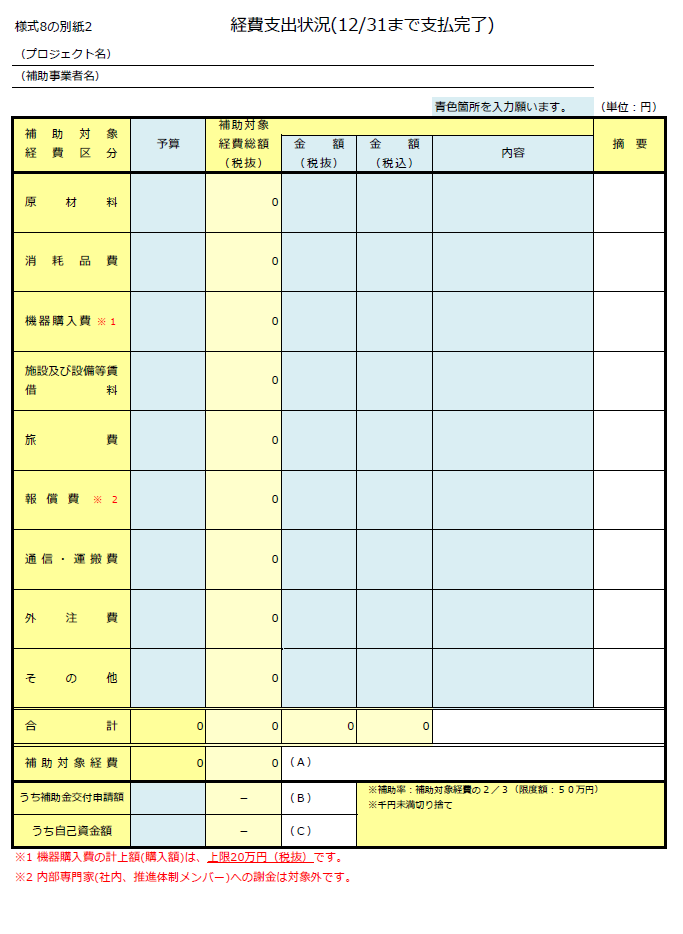 様式8の別紙2
経費支出状況(12/31まで支払完了)
（プロジェクト名）
（補助事業者名）
青色箇所を入力願います。
（単位：円）
補助対象
経費区分
予算
補助対象
経費総額
（税抜）
金額
（税抜）
金額
（税込）
内容
摘要
原材料
0
消耗品費
0
機器購入費 ※１
0
施設及び設備等賃
借料
0
旅費
0
報償費 ※ 2
0
通信・運搬費
0
外注費
0
その他
0
合計
0
0
0
0
補助対象経費
0
0
（A）
うち補助金交付申請額
－
（B）
※補助率：補助対象経費の２／３（限度額：５０万円）
※千円未満切り捨て
うち自己資金額
－
（C）
※1 機器購入費の計上額(購入額)は、上限20万円（税抜）です。
※2 内部専門家(社内、推進体制メンバー)への謝金は対象外です。